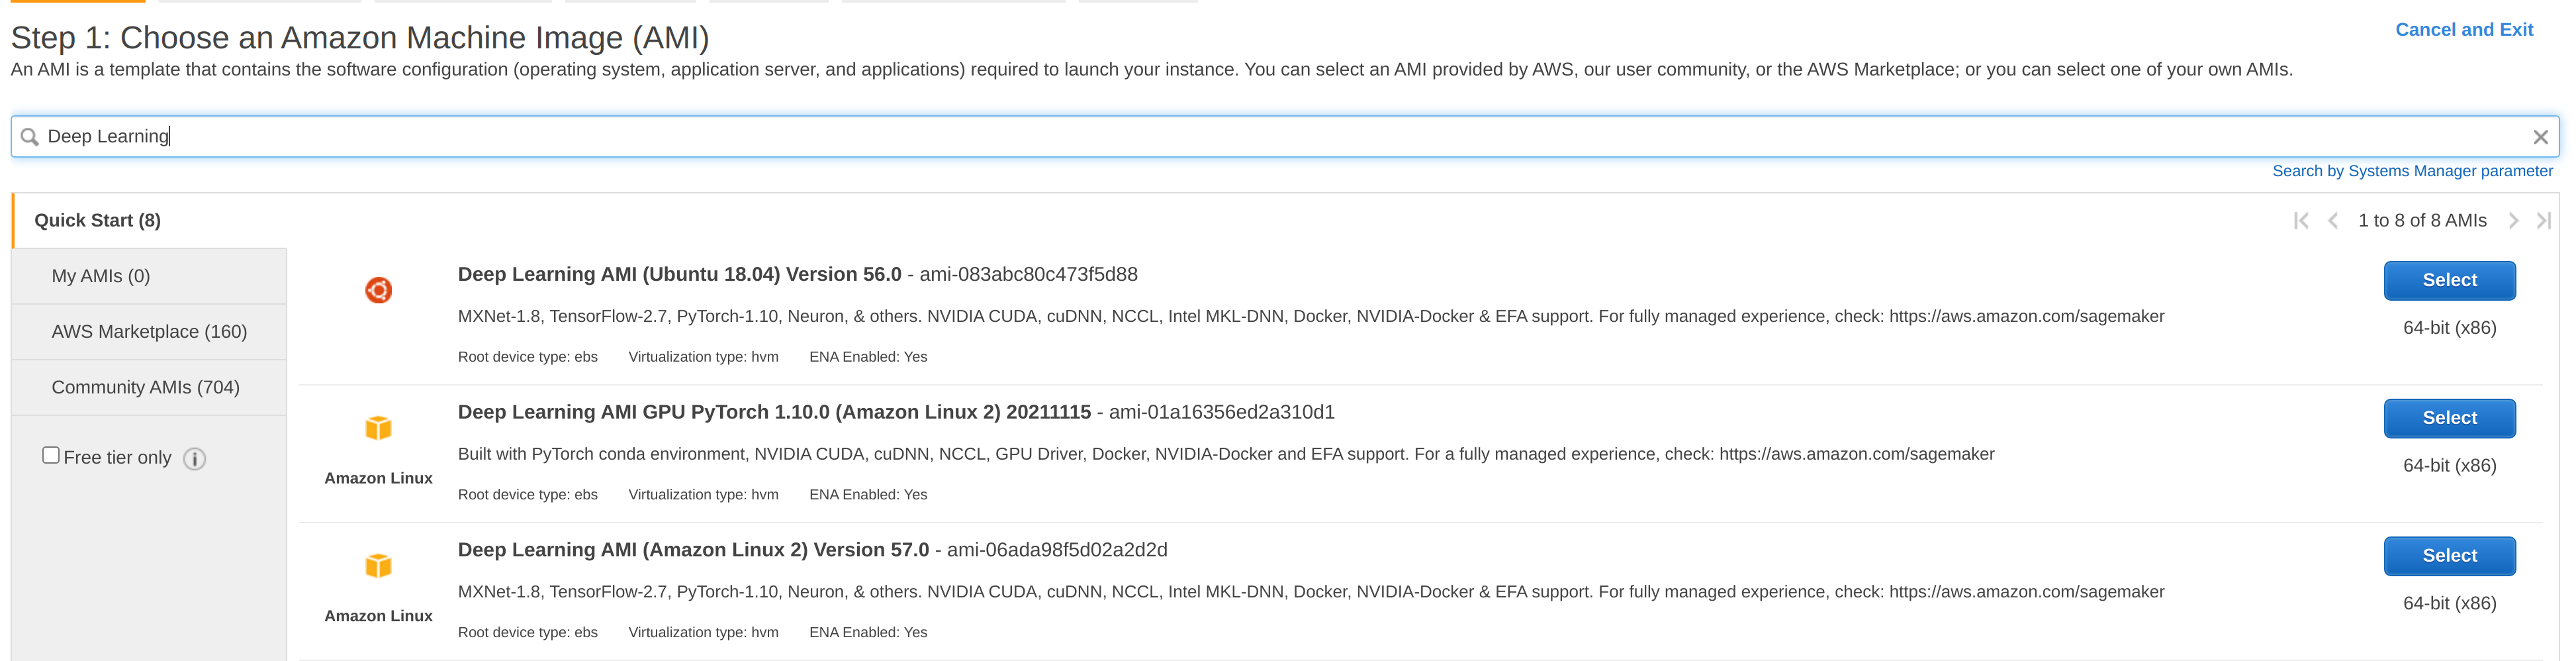 Step 1: Choose an Amazon Machine Image (AMI)
Cancel and Exit
An AMI is a template that contains the software configuration (operating system, application server, and applications) required to launch your instance. You can select an AMI provided by AWS, our user community, or the AWS Marketplace; or you can select one of your own AMIs.
Deep Learning
Search by Systems Manager parameter
Quick Start (8)
1 to 8 of 8 AMIs
My AMIs (0)
AWS Marketplace (160)
Community AMIs (704)
Free tier only
Deep Learning AMI (Ubuntu 18.04) Version 56.0 - ami-083abc80c473f5d88
Select
MXNet-1.8, TensorFlow-2.7, PyTorch-1.10, Neuron, & others. NVIDIA CUDA, cuDNN, NCCL, Intel MKL-DNN, Docker, NVIDIA-Docker & EFA support. For fully managed experience, check: https://aws.amazon.com/sagemaker
64-bit (x86)
Root device type: ebs Virtualization type: hvm ENA Enabled: Yes
Deep Learning AMI GPU PyTorch 1.10.0 (Amazon Linux 2) 20211115 - ami-01a16356ed2a310d1
Select
Built with PyTorch conda environment, NVIDIA CUDA, cuDNN, NCCL, GPU Driver, Docker, NVIDIA-Docker and EFA support. For a fully managed experience, check: https://aws.amazon.com/sagemaker
64-bit (x86)
Amazon Linux
Root device type: ebs Virtualization type: hvm ENA Enabled: Yes
Deep Learning AMI (Amazon Linux 2) Version 57.0 - ami-06ada98f5d02a2d2d
Select
MXNet-1.8, TensorFlow-2.7, PyTorch-1.10, Neuron, & others. NVIDIA CUDA, cuDNN, NCCL, Intel MKL-DNN, Docker, NVIDIA-Docker & EFA support. For fully managed experience, check: https://aws.amazon.com/sagemaker
64-bit (x86)
Amazon Linux
Root device type: ebs Virtualization type: hvm ENA Enabled: Yes